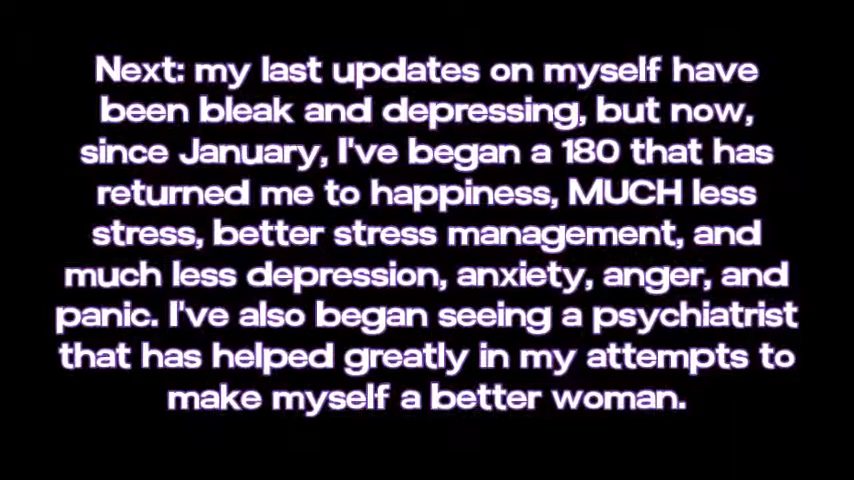 Next: my last updates on myself have
been bleak and depressing, but now,
since January, I've began a 180 that has
returned me to happiness, MUCH less
stress, better stress management, and
much less depression, anxiety, anger, and
panic. I've also began seeing a psychiatrist
that has helped greatly in my attempts to
make myself a better woman.